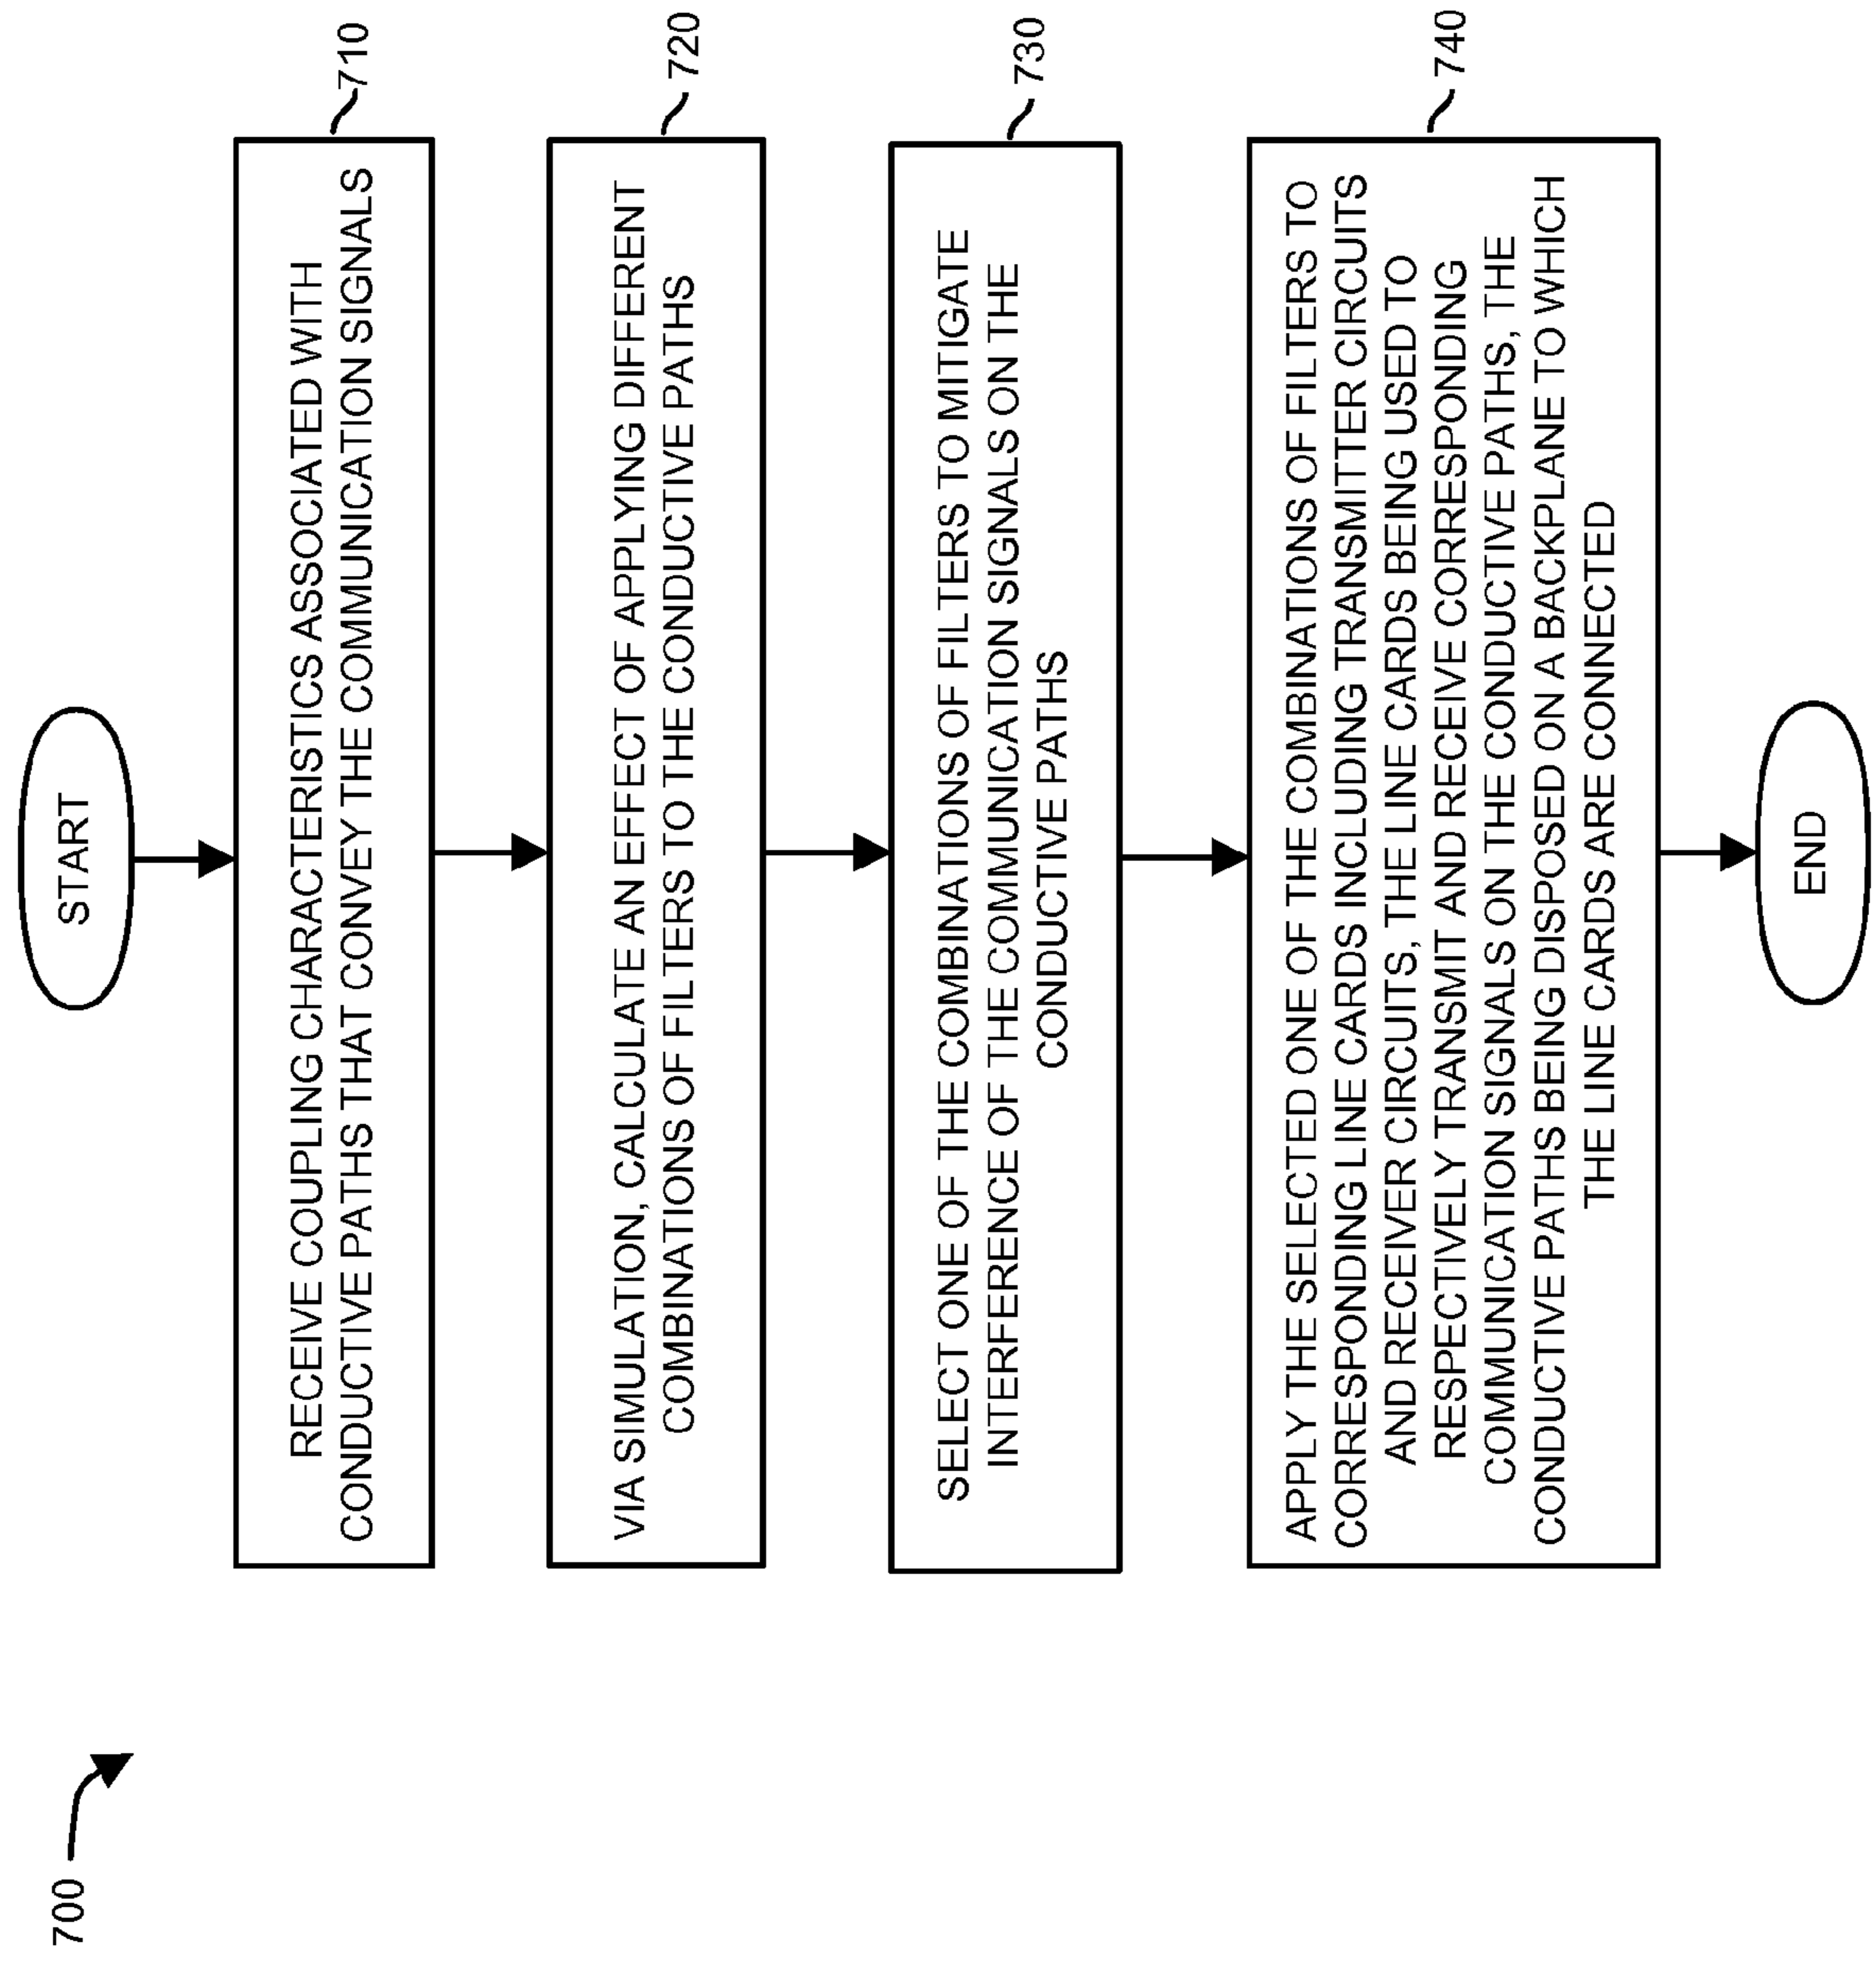 700
START
710
RECEIVE COUPLING CHARACTERISTICS ASSOCIATED WITH
CONDUCTIVE PATHS THAT CONVEY THE COMMUNICATION SIGNALS
720
VIA SIMULATION, CALCULATE AN EFFECT OF APPLYING DIFFERENT
COMBINATIONS OF FILTERS TO THE CONDUCTIVE PATHS
730
SELECT ONE OF THE COMBINATIONS OF FILTERS TO MITIGATE
INTERFERENCE OF THE COMMUNICATION SIGNALS ON THE
CONDUCTIVE PATHS
740
APPLY THE SELECTED ONE OF THE COMBINATIONS OF FILTERS TO
CORRESPONDING LINE CARDS INCLUDING TRANSMITTER CIRCUITS
AND RECEIVER CIRCUITS, THE LINE CARDS BEING USED TO
RESPECTIVELY TRANSMIT AND RECEIVE CORRESPONDING
COMMUNICATION SIGNALS ON THE CONDUCTIVE PATHS, THE
CONDUCTIVE PATHS BEING DISPOSED ON A BACKPLANE TO WHICH
THE LINE CARDS ARE CONNECTED
END